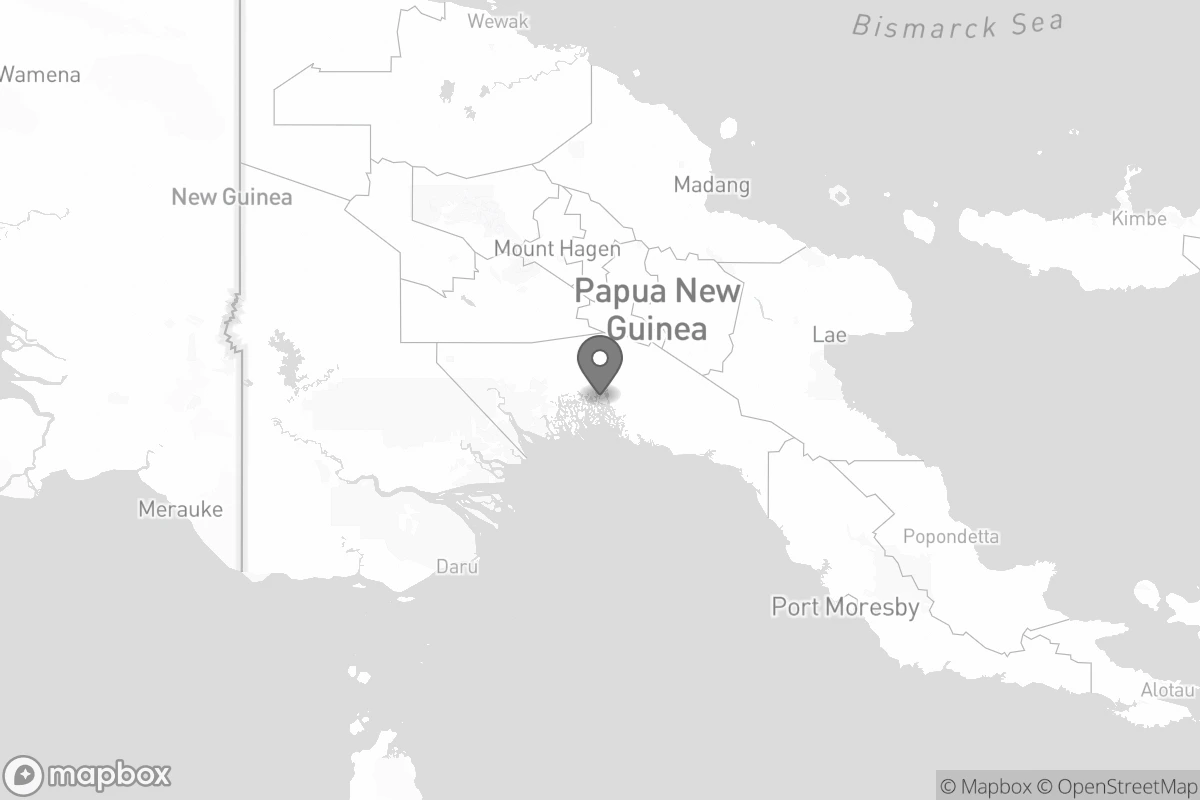 Wewak
Bismarck Sea
Wamena
Madang
New Guinea
Kimbe
Mount Hagen
Papua New
Guinea
Lae
Merauke
Popondetta
Darú
Port Moresby
Alotau
mapbox
© Mapbox © OpenStreetMap